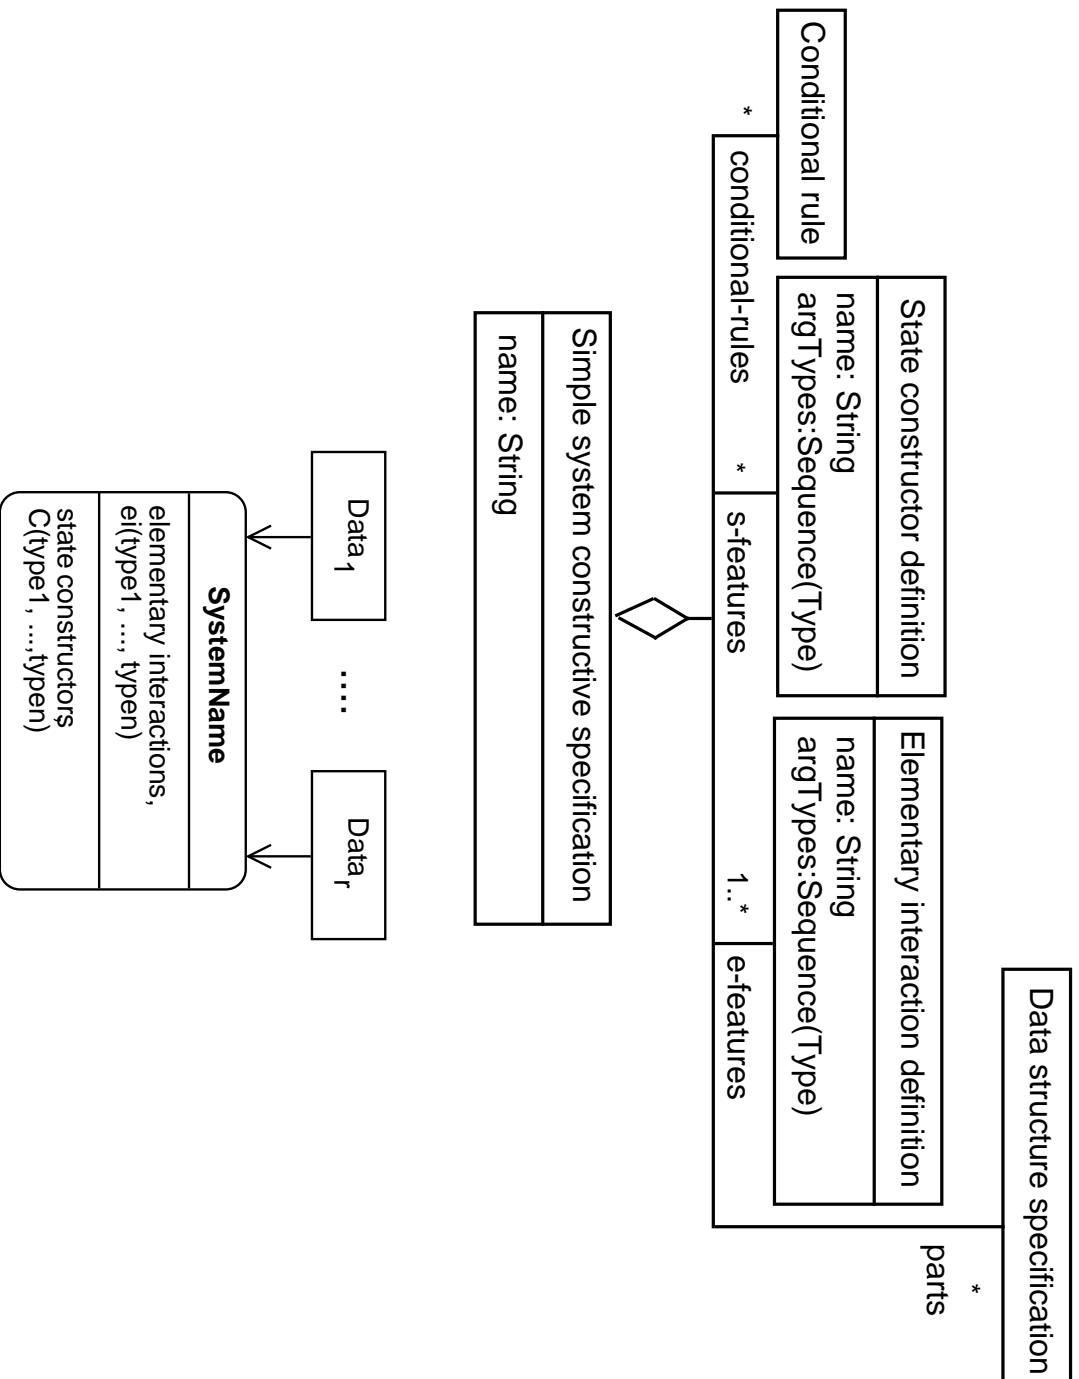 Data structure specification
*
parts
State constructor definition
name: String
argTypes:Sequence(Type)
Elementary interaction definition
name: String
argTypes:Sequence(Type)
Conditional rule
*
conditional-rules
*
s-features
1..*
e-features
Simple system constructive specification
name: String
Data1
....
Datar
SystemName
elementary interactions,
ei(type1, ..., typen)
state constructors
C(type1, ...,typen)